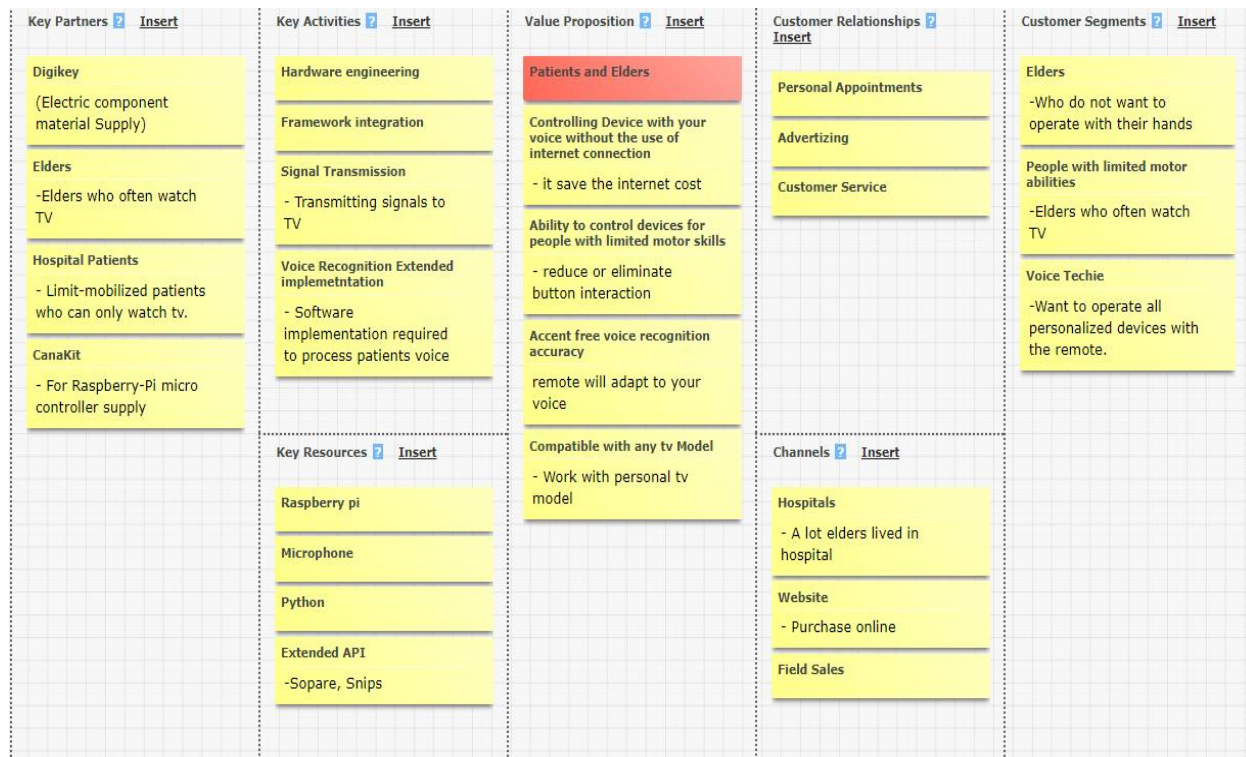 Key Partners ? Insert
Digikey
(Electric component
material Supply)
Elders
-Elders who often watch
TV
Hospital Patients
- Limit-mobilized patients
who can only watch tv.
CanaKit
- For Raspberry-Pi micro
controller supply
Key Activities ? Insert
Hardware engineering
Framework integration
Signal Transmission
- Transmitting signals to
TV
Voice Recognition Extended
implemetntation
- Software
implementation required
to process patients voice
Key Resources ? Insert
Raspberry pi
Microphone
Python
Extended API
-Sopare, Snips
Value Proposition ? Insert
Patients and Elders
Controlling Device with your
voice without the use of
internet connection
- it save the internet cost
Ability to control devices for
people with limited motor skills
- reduce or eliminate
button interaction
Accent free voice recognition
accuracy
remote will adapt to your
voice
Compatible with any tv Model
- Work with personal tv
model
Customer Relationships ?
Insert
Personal Appointments
Advertizing
Customer Service
Channels ? Insert
Hospitals
- A lot elders lived in
hospital
Website
- Purchase online
Field Sales
Customer Segments ? Insert
Elders
-Who do not want to
operate with their hands
People with limited motor
abilities
-Elders who often watch
TV
Voice Techie
-Want to operate all
personalized devices with
the remote.